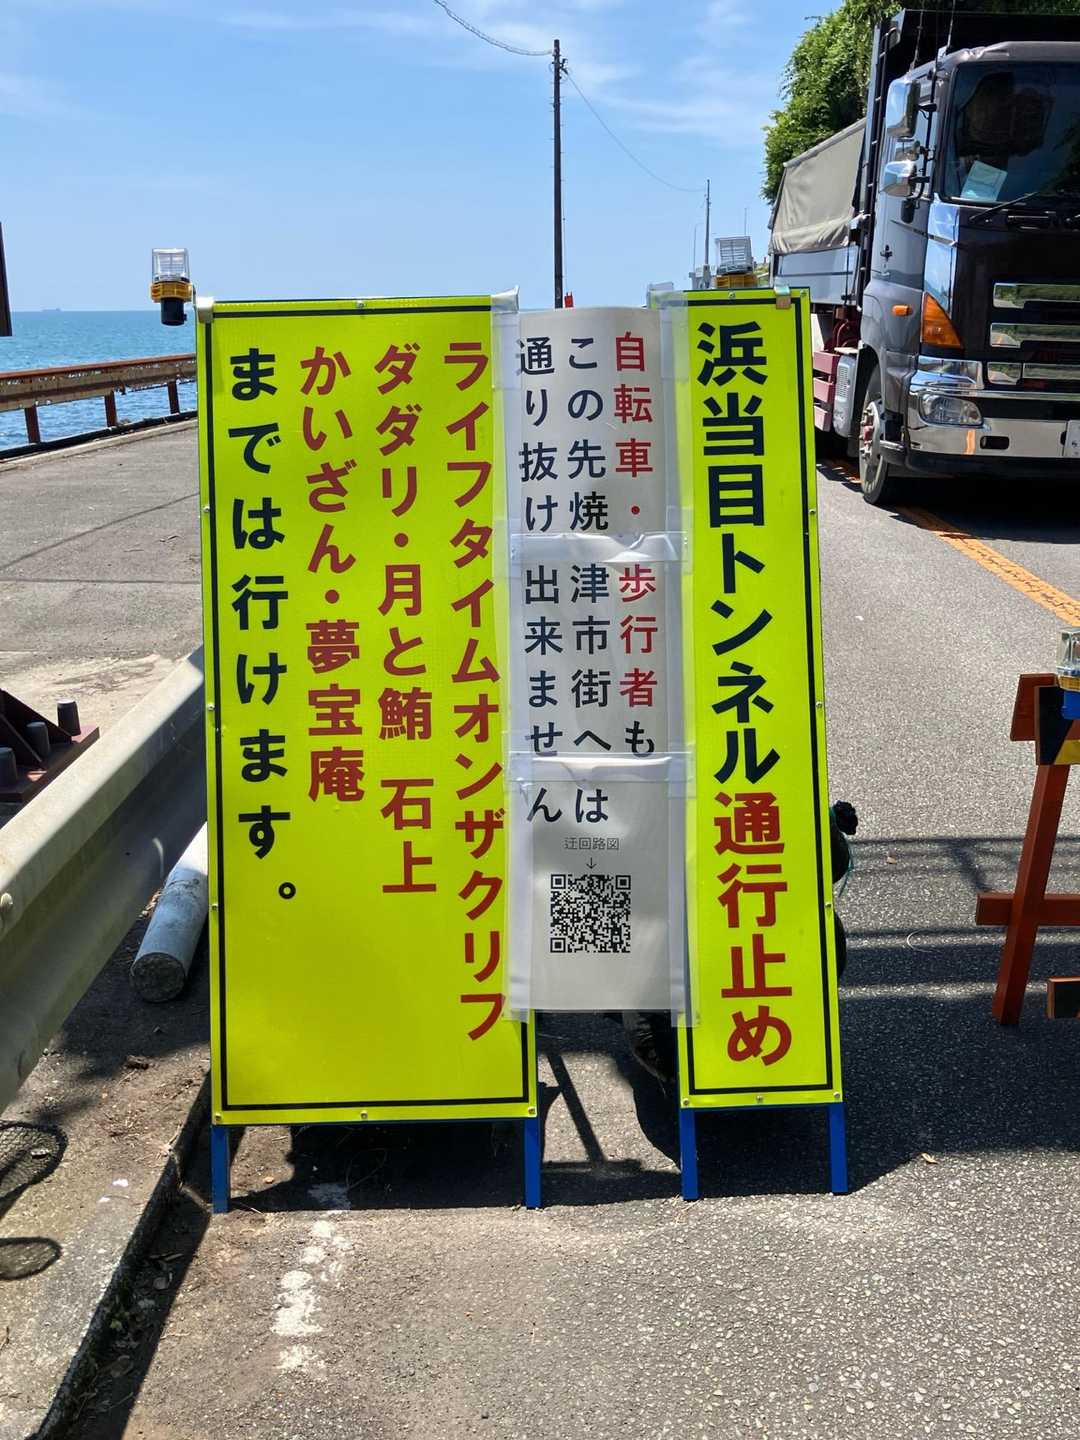 浜当目トンネル通行止め
自転車・歩行者も
この先焼津市街へは
通り抜け出来ません
迂回路図
↓
ライフタイムオンザクリフ
ダダリ・月と鮪 石上
かいざん・夢宝庵
までは行けます。